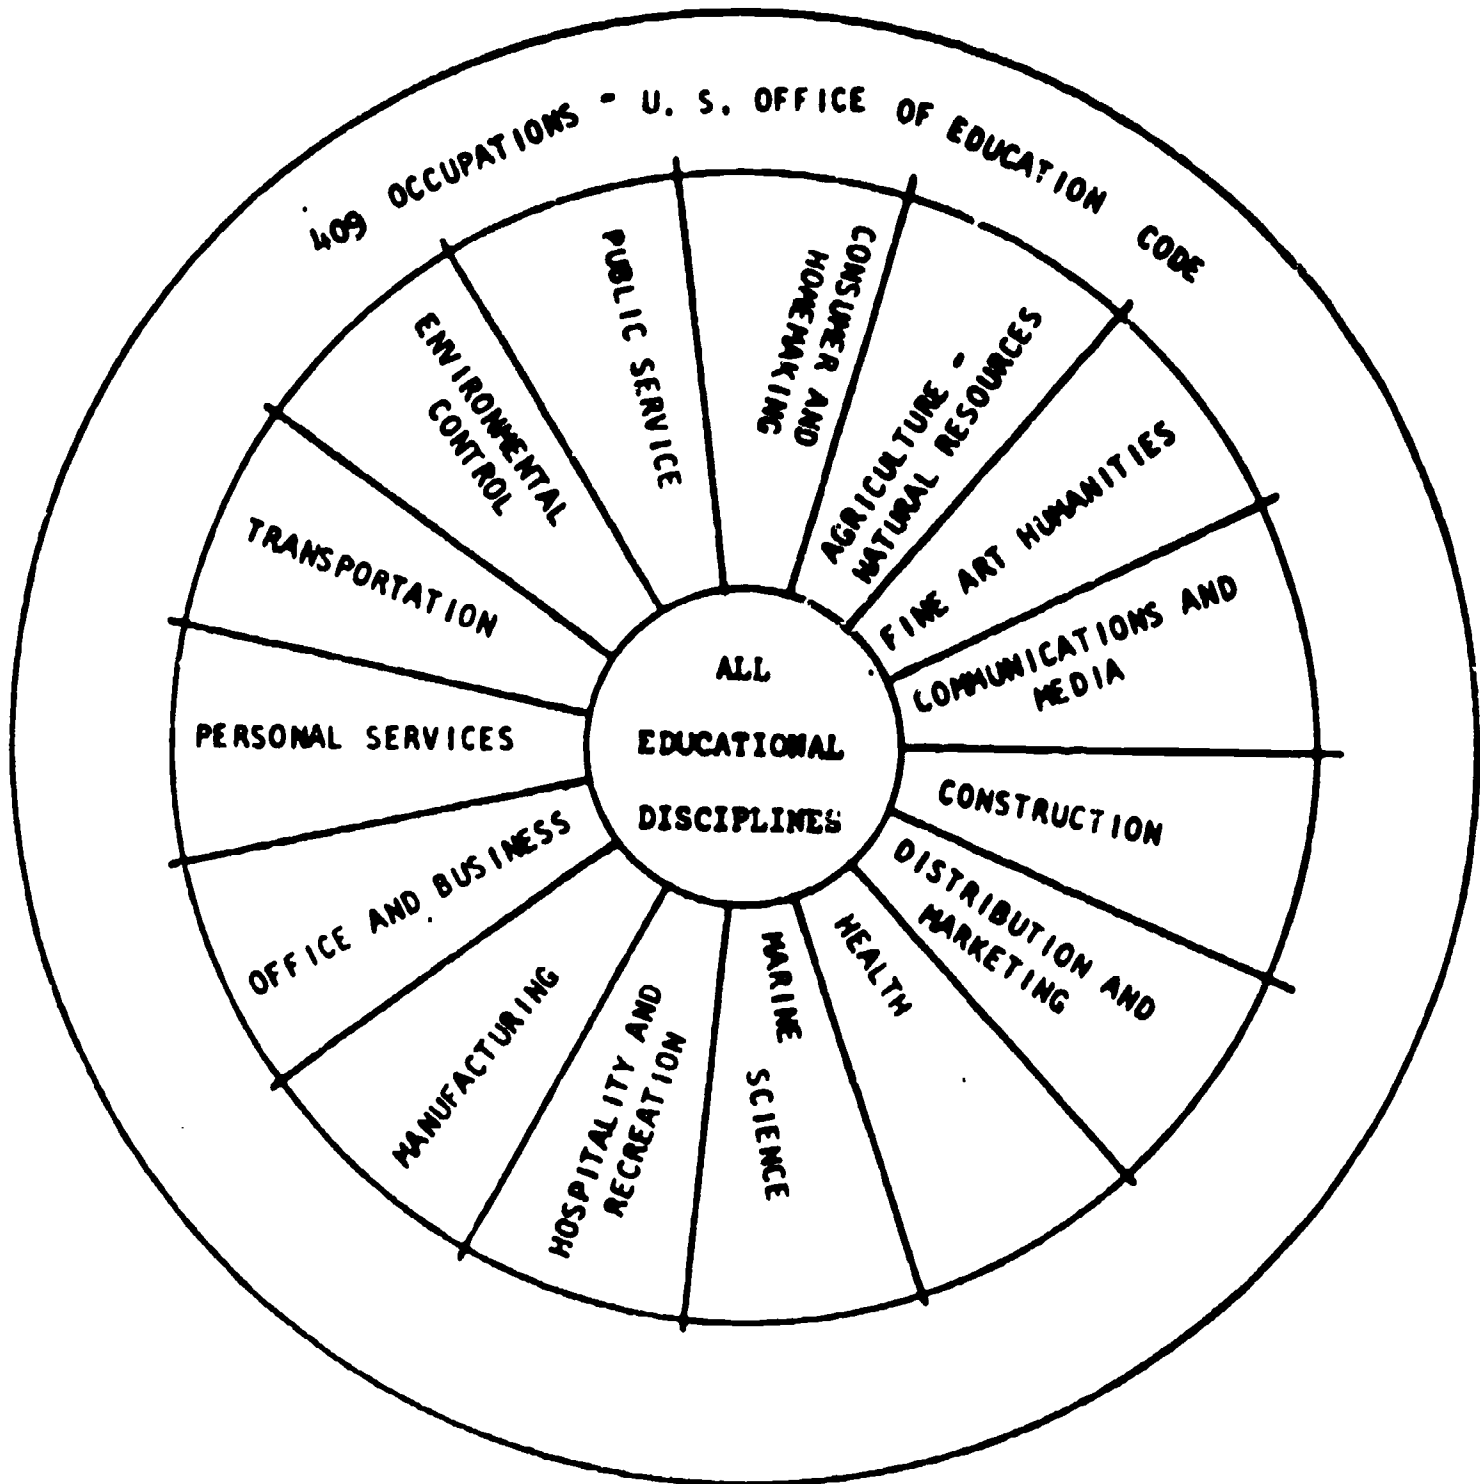 409 OCCUPATIONS - U. S. OFFICE OF EDUCATION CODE
CONSUMER AND
HOMEMAKING
AGRICULTURE -
NATURAL RESOURCES
FINE ART HUMANITIES
COMMUNICATIONS AND
MEDIA
CONSTRUCTION
DISTRIBUTION AND
MARKETING
HEALTH
MARINE SCIENCE
HOSPITALITY AND
RECREATION
MANUFACTURING
OFFICE AND BUSINESS
PERSONAL SERVICES
TRANSPORTATION
ENVIRONMENTAL
CONTROL
PUBLIC SERVICE
ALL
EDUCATIONAL
DISCIPLINES